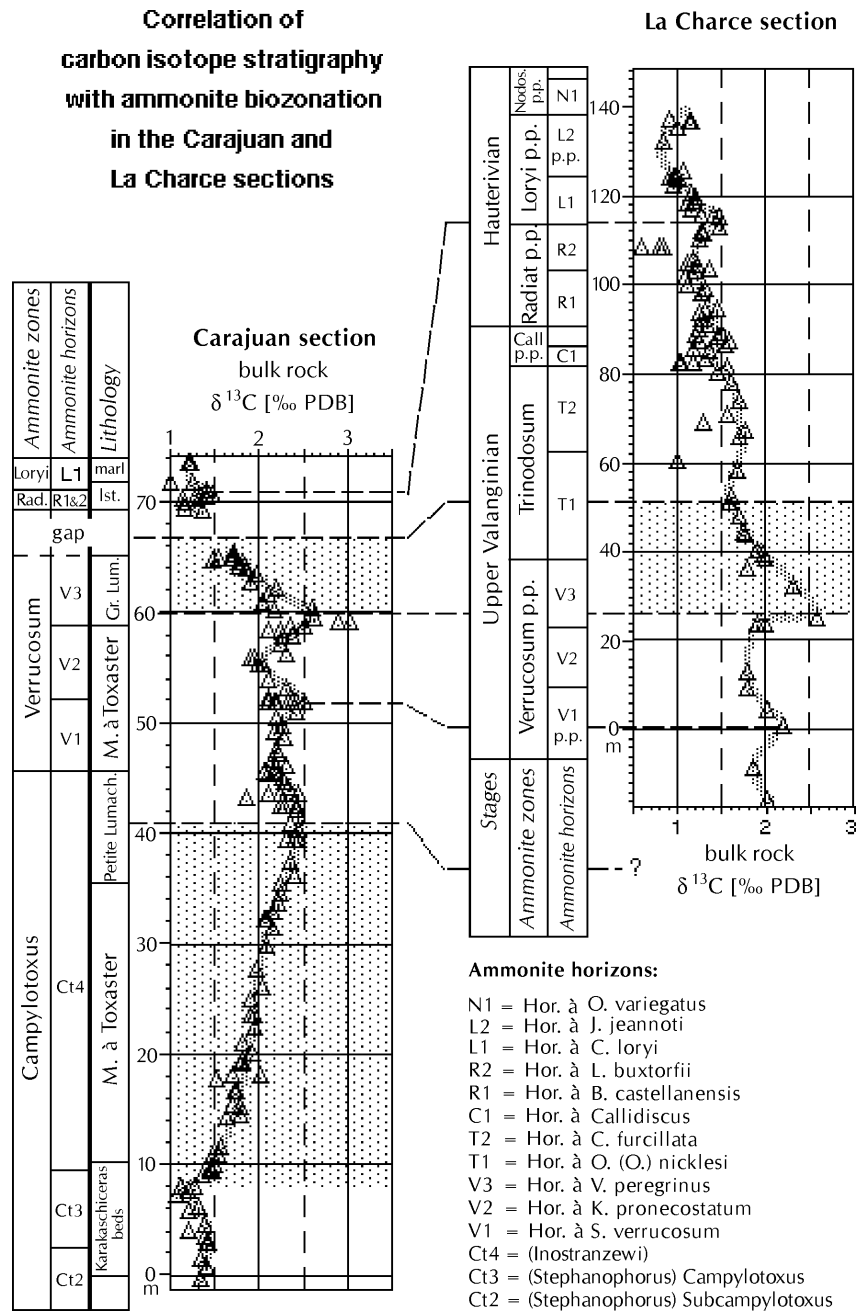 Correlation of
carbon isotope stratigraphy
with ammonite biozonation
in the Carajuan and
La Charce sections
La Charce section
Nodos. p.p.
N1
Hauterivian
Loryi p.p.
L2
p.p.
L1
Radiat p.p.
R2
R1
Upper Valanginian
Call
p.p.
C1
Trinodosum
T2
T1
Verrucosum p.p.
V3
V2
V1
p.p.
Stages
Ammonite zones
Ammonite horizons
140
120
100
80
60
40
20
0
m
1
2
3
?
bulk rock
δ 13C [‰ PDB]
Carajuan section
bulk rock
δ 13C [‰ PDB]
1
2
3
Ammonite zones
Ammonite horizons
Lithology
Loryi
L1
marl
Rad.
R1&2
lst.
gap
Verrucosum
V3
Gr. Lum.
V2
M. à Toxaster
V1
Campylotoxus
Petite Lumach.
Ct4
M. à Toxaster
Ct3
Karakaschiceras
beds
Ct2
70
60
50
40
30
20
10
0
m
Ammonite horizons:
N1 = Hor. à O. variegatus
L2 = Hor. à J. jeannoti
L1 = Hor. à C. loryi
R2 = Hor. à L. buxtorfii
R1 = Hor. à B. castellanensis
C1 = Hor. à Callidiscus
T2 = Hor. à C. furcillata
T1 = Hor. à O. (O.) nicklesi
V3 = Hor. à V. peregrinus
V2 = Hor. à K. pronecostatum
V1 = Hor. à S. verrucosum
Ct4 = (Inostranzewi)
Ct3 = (Stephanophorus) Campylotoxus
Ct2 = (Stephanophorus) Subcampylotoxus